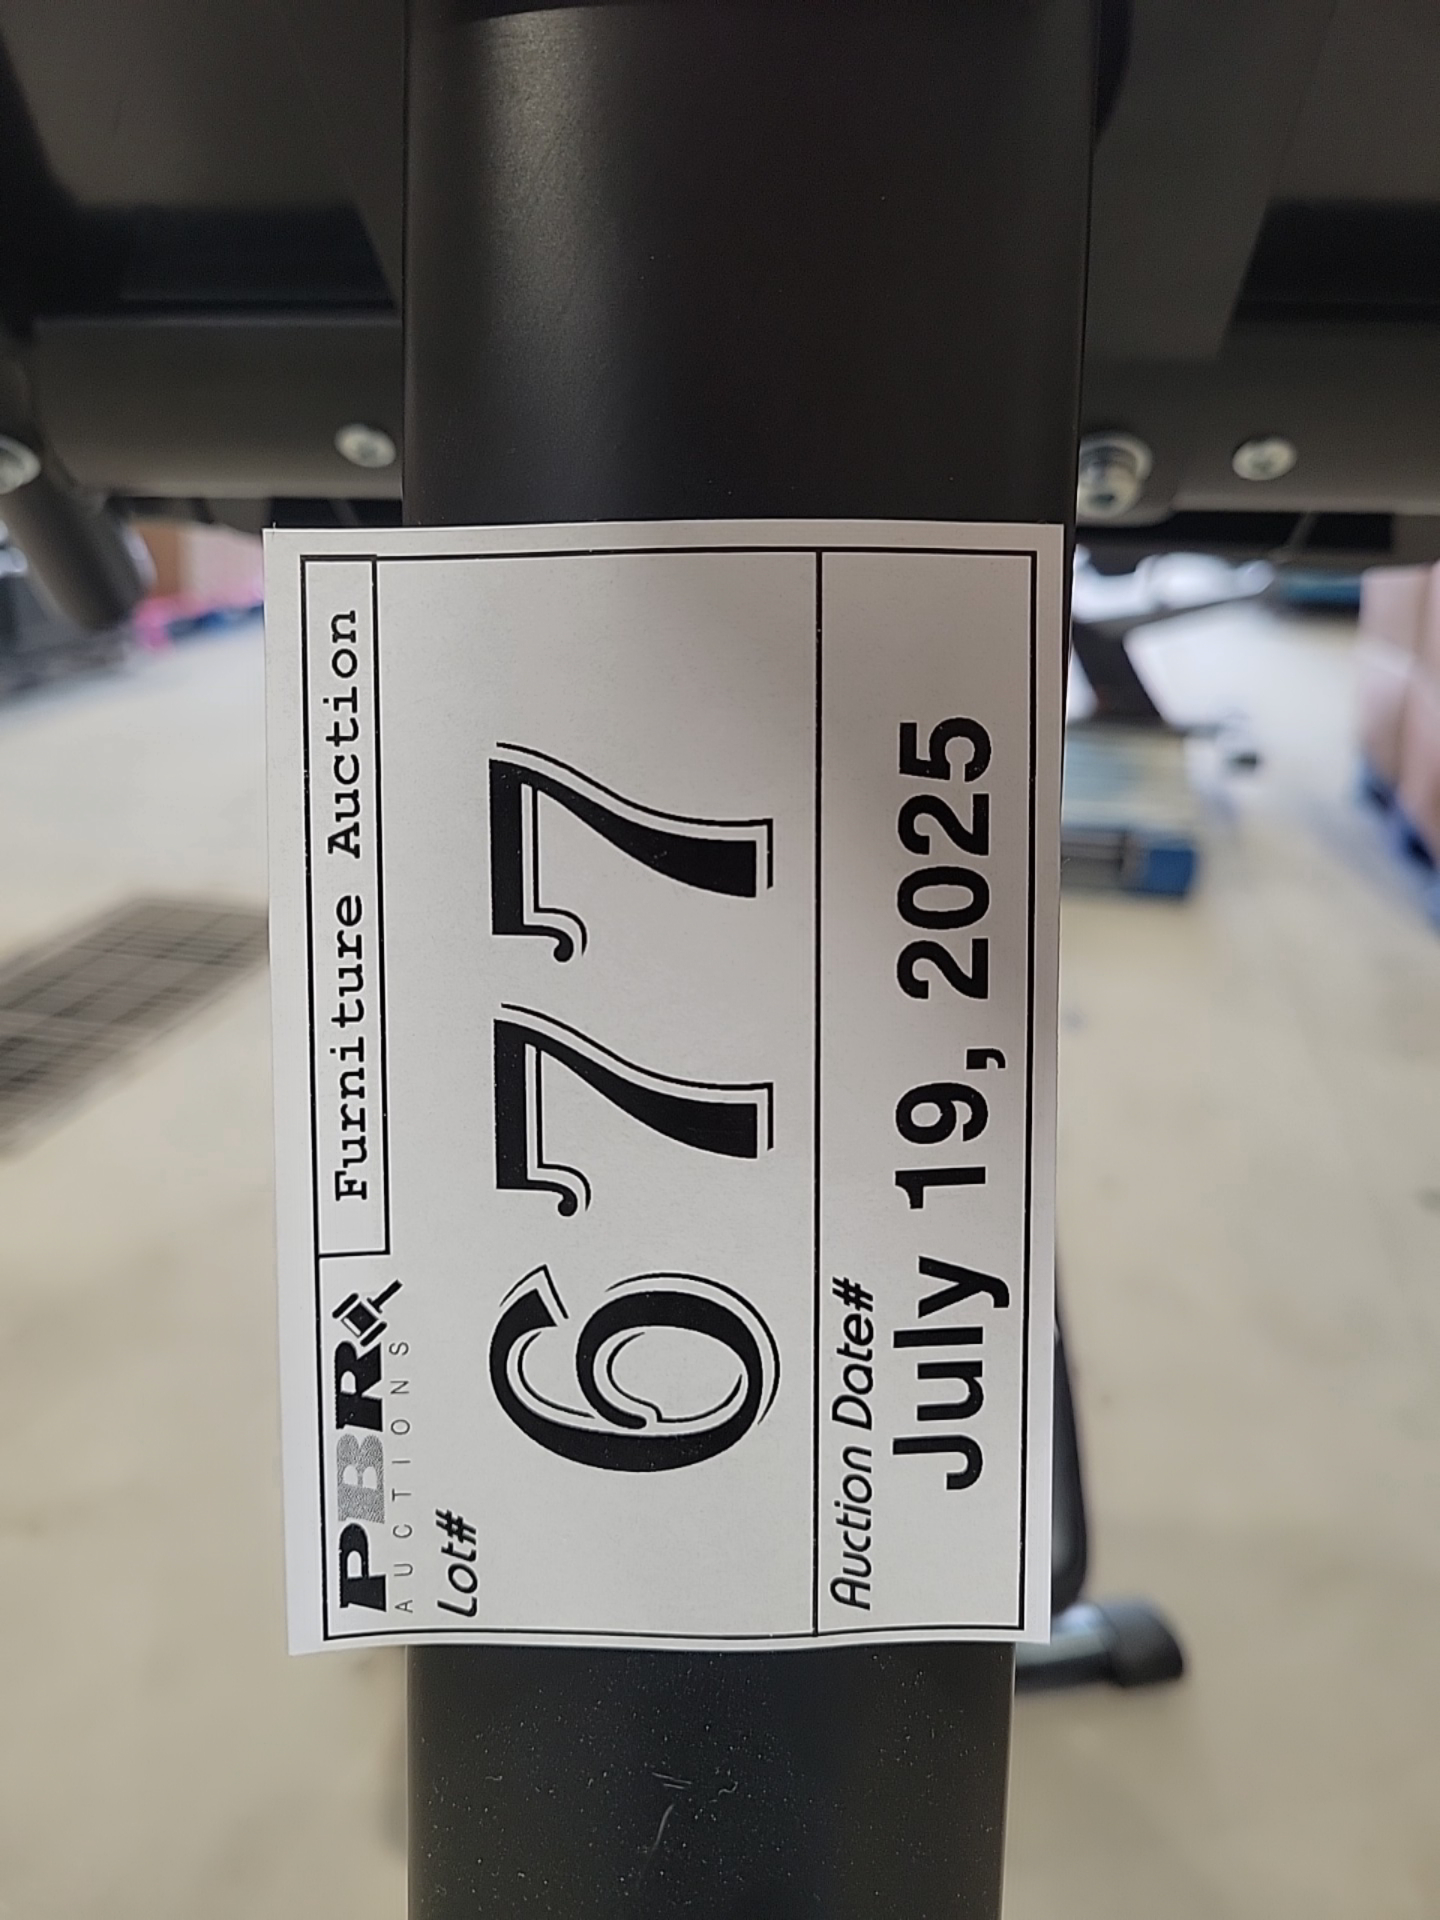 PBR
AUCTIONS
Furniture Auction
Lot#
677
Auction Date#
July 19, 2025